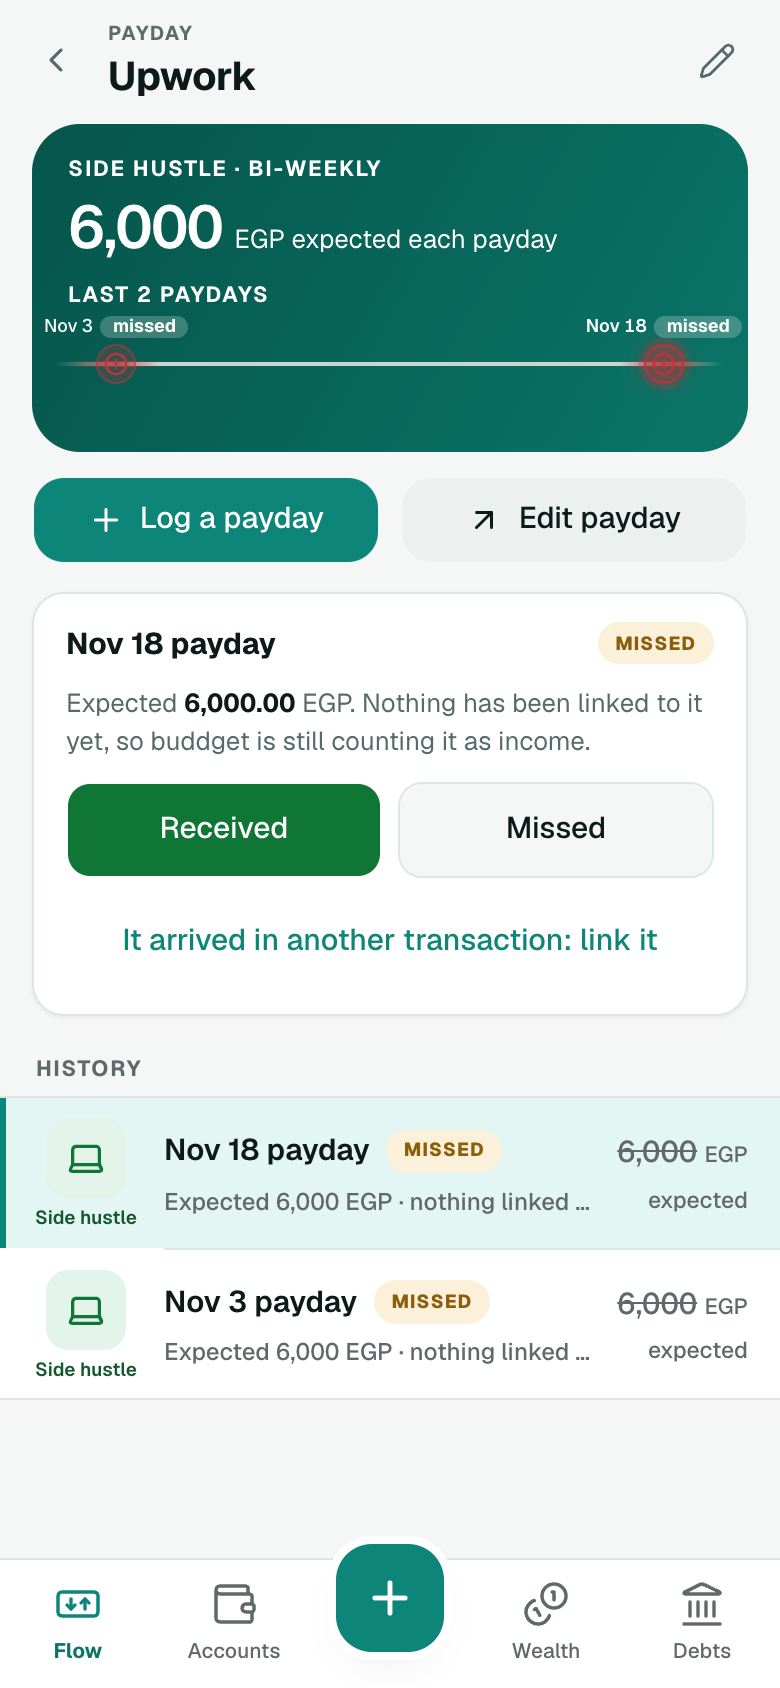 PAYDAY
Upwork
SIDE HUSTLE · BI-WEEKLY
6,000 EGP expected each payday
LAST 2 PAYDAYS
Nov 3 missed
Nov 18 missed
Log a payday
Edit payday
Nov 18 payday
MISSED
Expected 6,000.00 EGP. Nothing has been linked to it
yet, so buddget is still counting it as income.
Received
Missed
It arrived in another transaction: link it
HISTORY
Nov 18 payday MISSED
6,000 EGP
Expected 6,000 EGP · nothing linked ...
expected
Side hustle
Nov 3 payday MISSED
6,000 EGP
Expected 6,000 EGP · nothing linked ...
expected
Side hustle
Flow
Accounts
Wealth
Debts